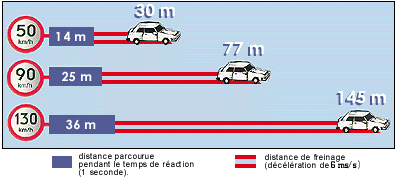 30 m
50
km/h
14 m
77 m
90
km/h
25 m
145 m
130
km/h
36 m
distance parcourue
pendant le temps de réaction
(1 seconde).
distance de freinage
(décélération de 6 ms/s)